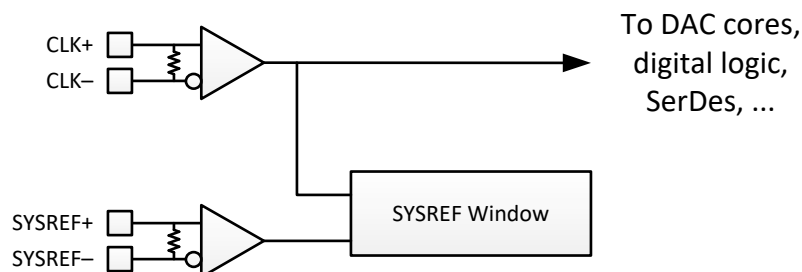 CLK+
CLK–
To DAC cores,
digital logic,
SerDes, ...
SYSREF+
SYSREF–
SYSREF Window